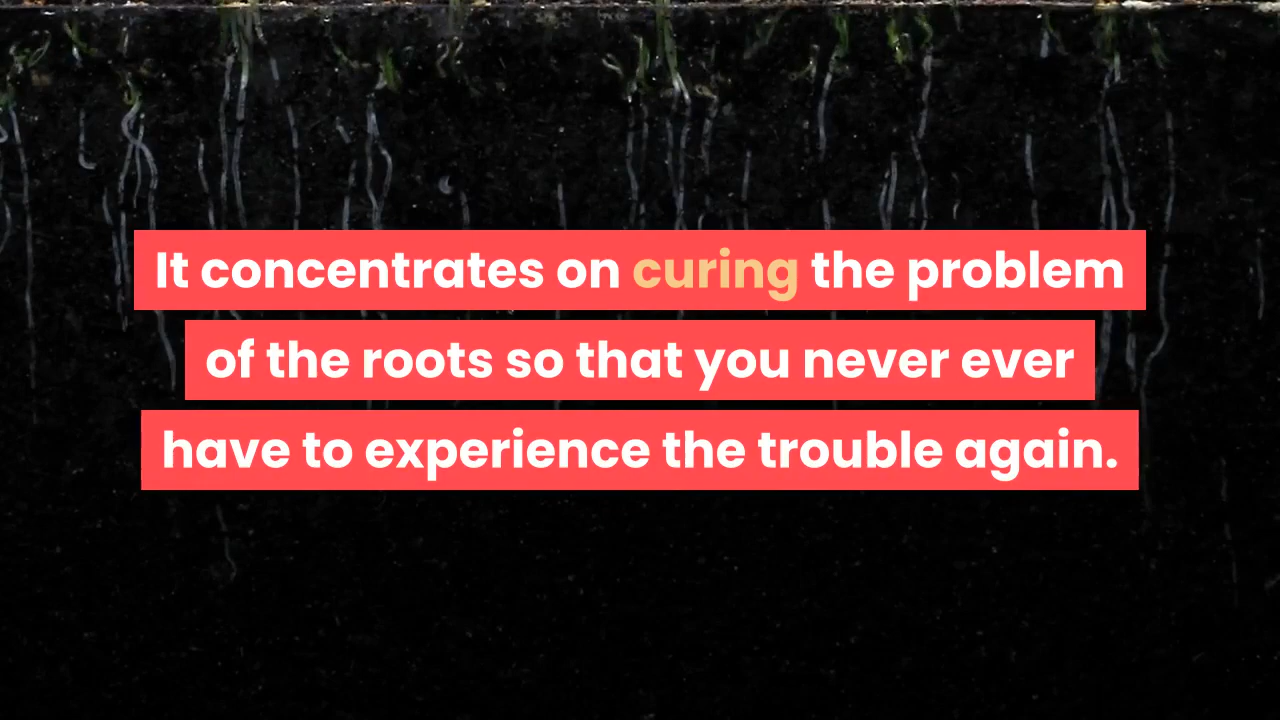 It concentrates on curing the problem
of the roots so that you never ever
have to experience the trouble again.